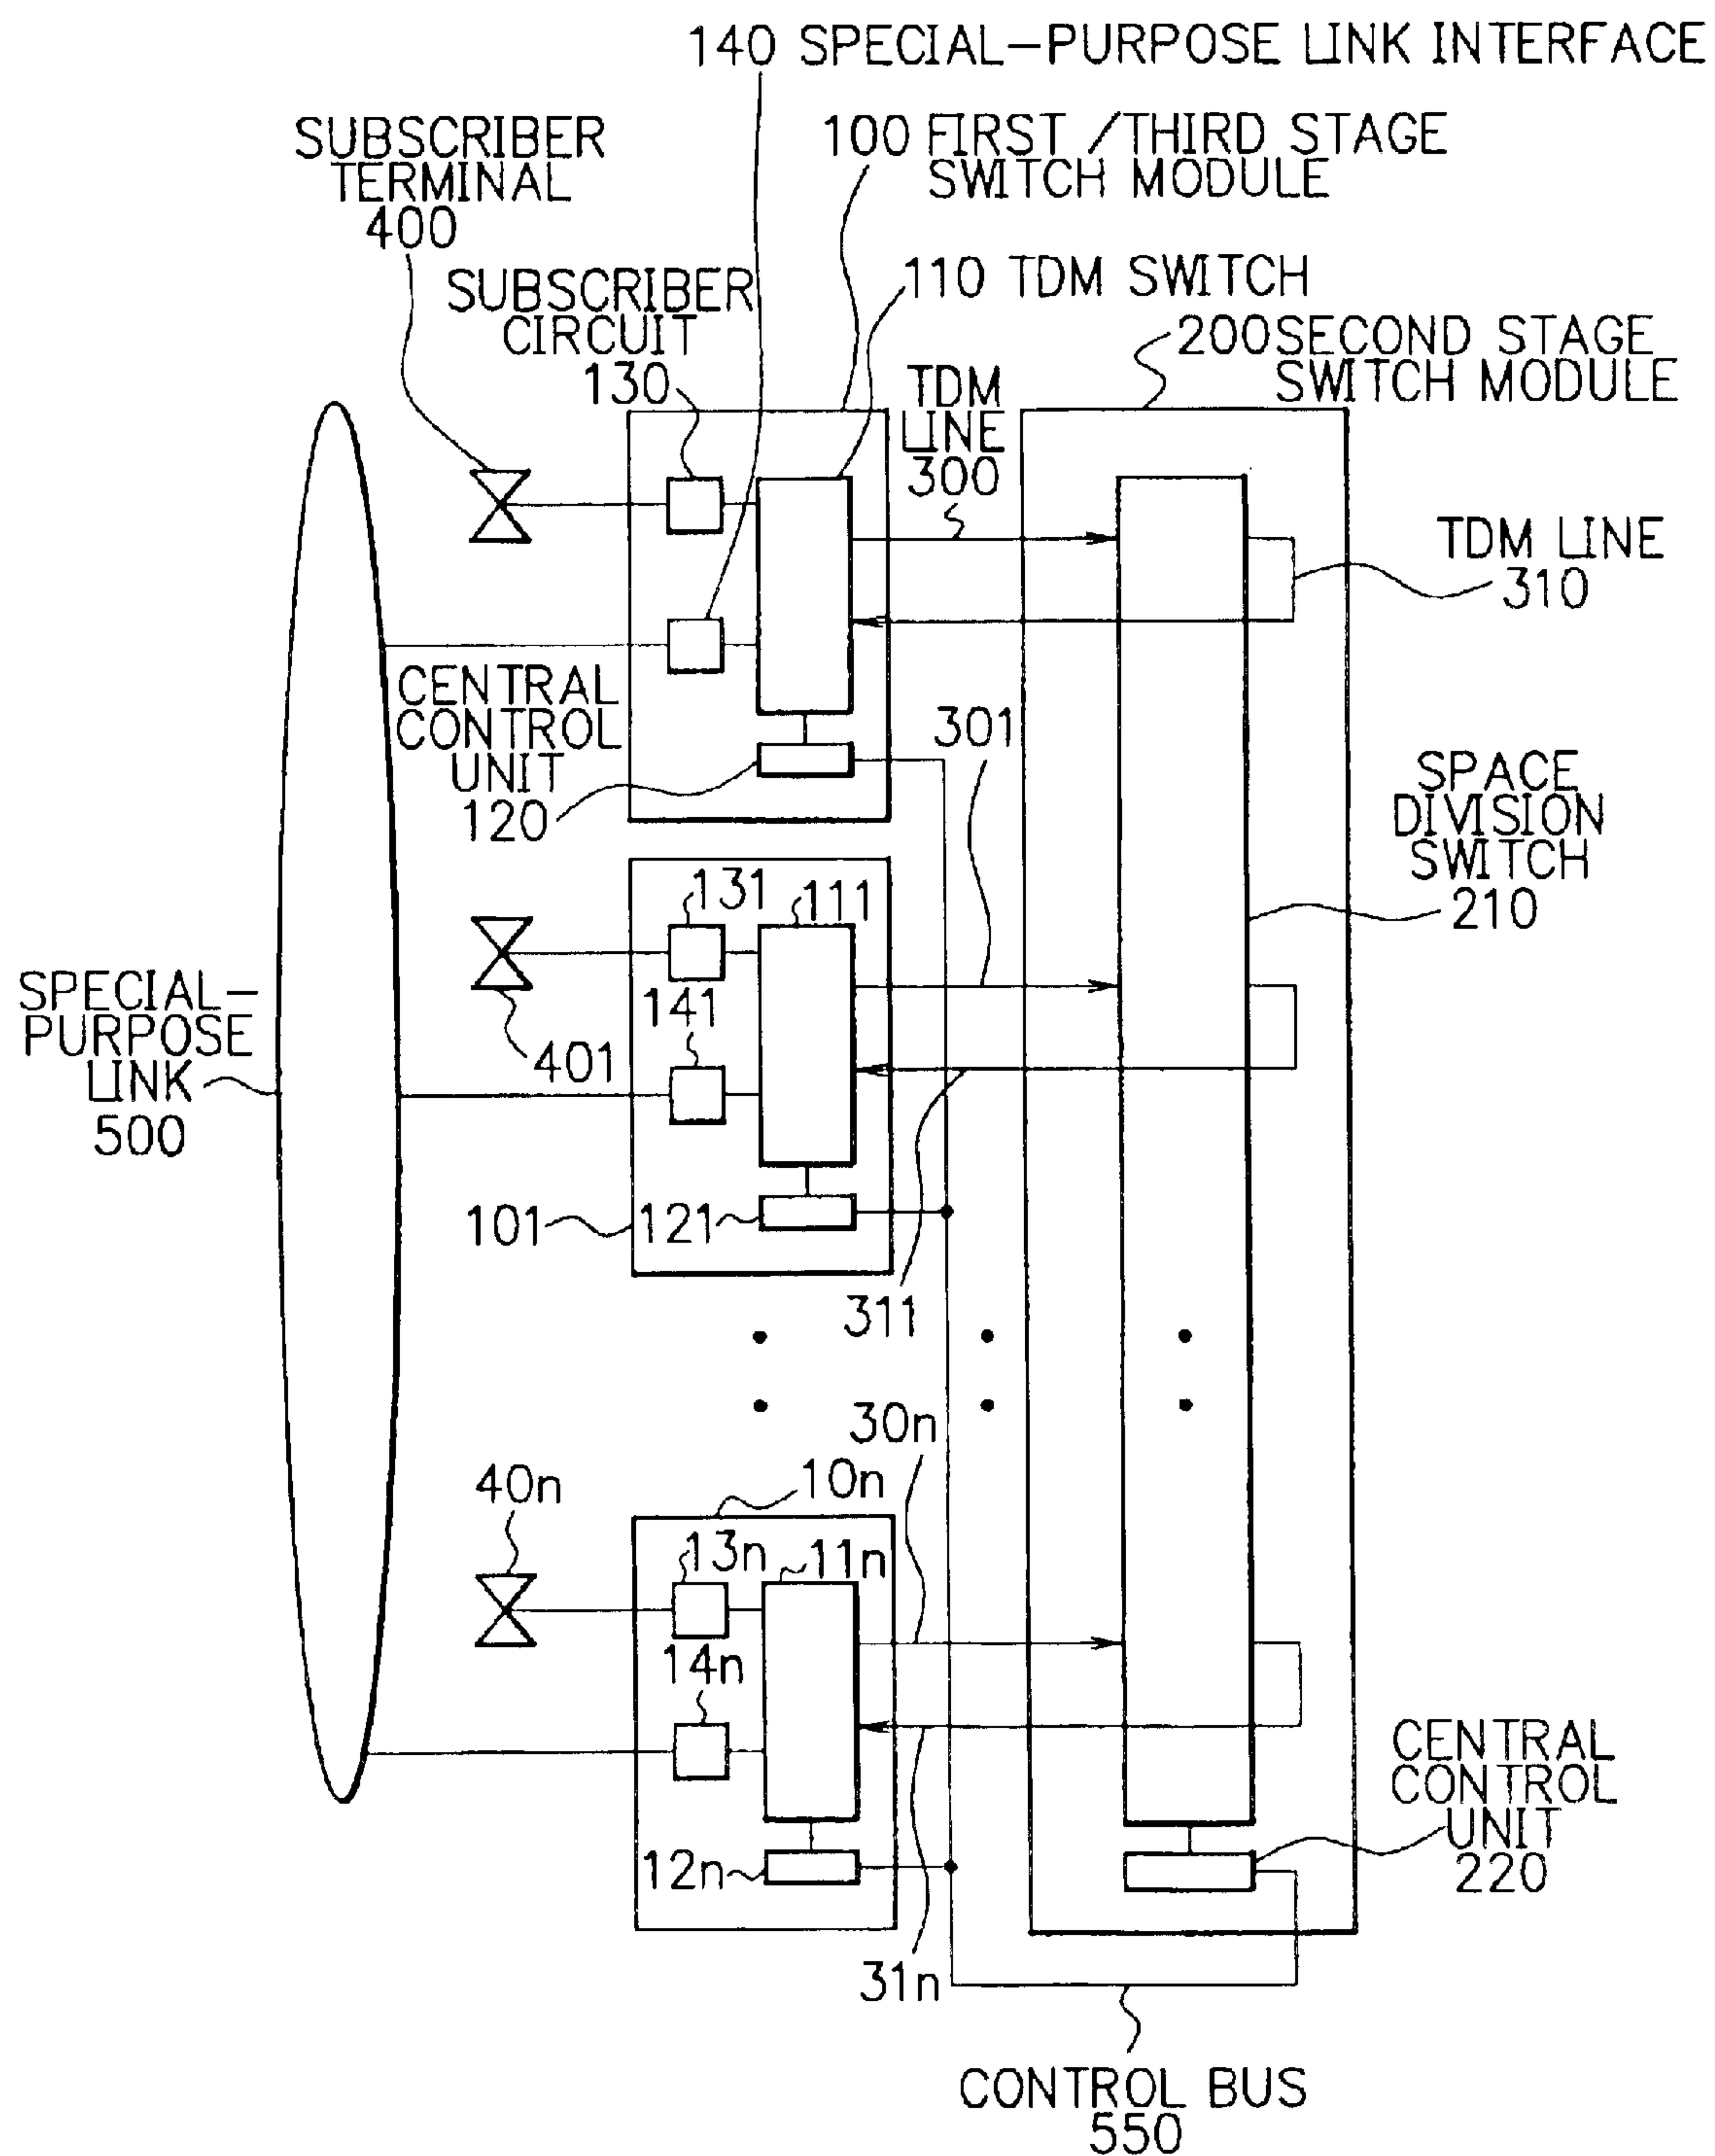 140 SPECIAL-PURPOSE LINK INTERFACE
SUBSCRIBER
TERMINAL
400
100 FIRST /THIRD STAGE
SWITCH MODULE
SUBSCRIBER
CIRCUIT
130
110 TDM SWITCH
200 SECOND STAGE
SWITCH MODULE
TDM
LINE
300
TDM LINE
310
CENTRAL
CONTROL
UNIT
120
301
SPACE
DIVISION
SWITCH
210
131
111
141
401
SPECIAL-
PURPOSE
LINK
500
101
121
311
30n
40n
10n
13n
11n
14n
12n
31n
CENTRAL
CONTROL
UNIT
220
CONTROL BUS
550